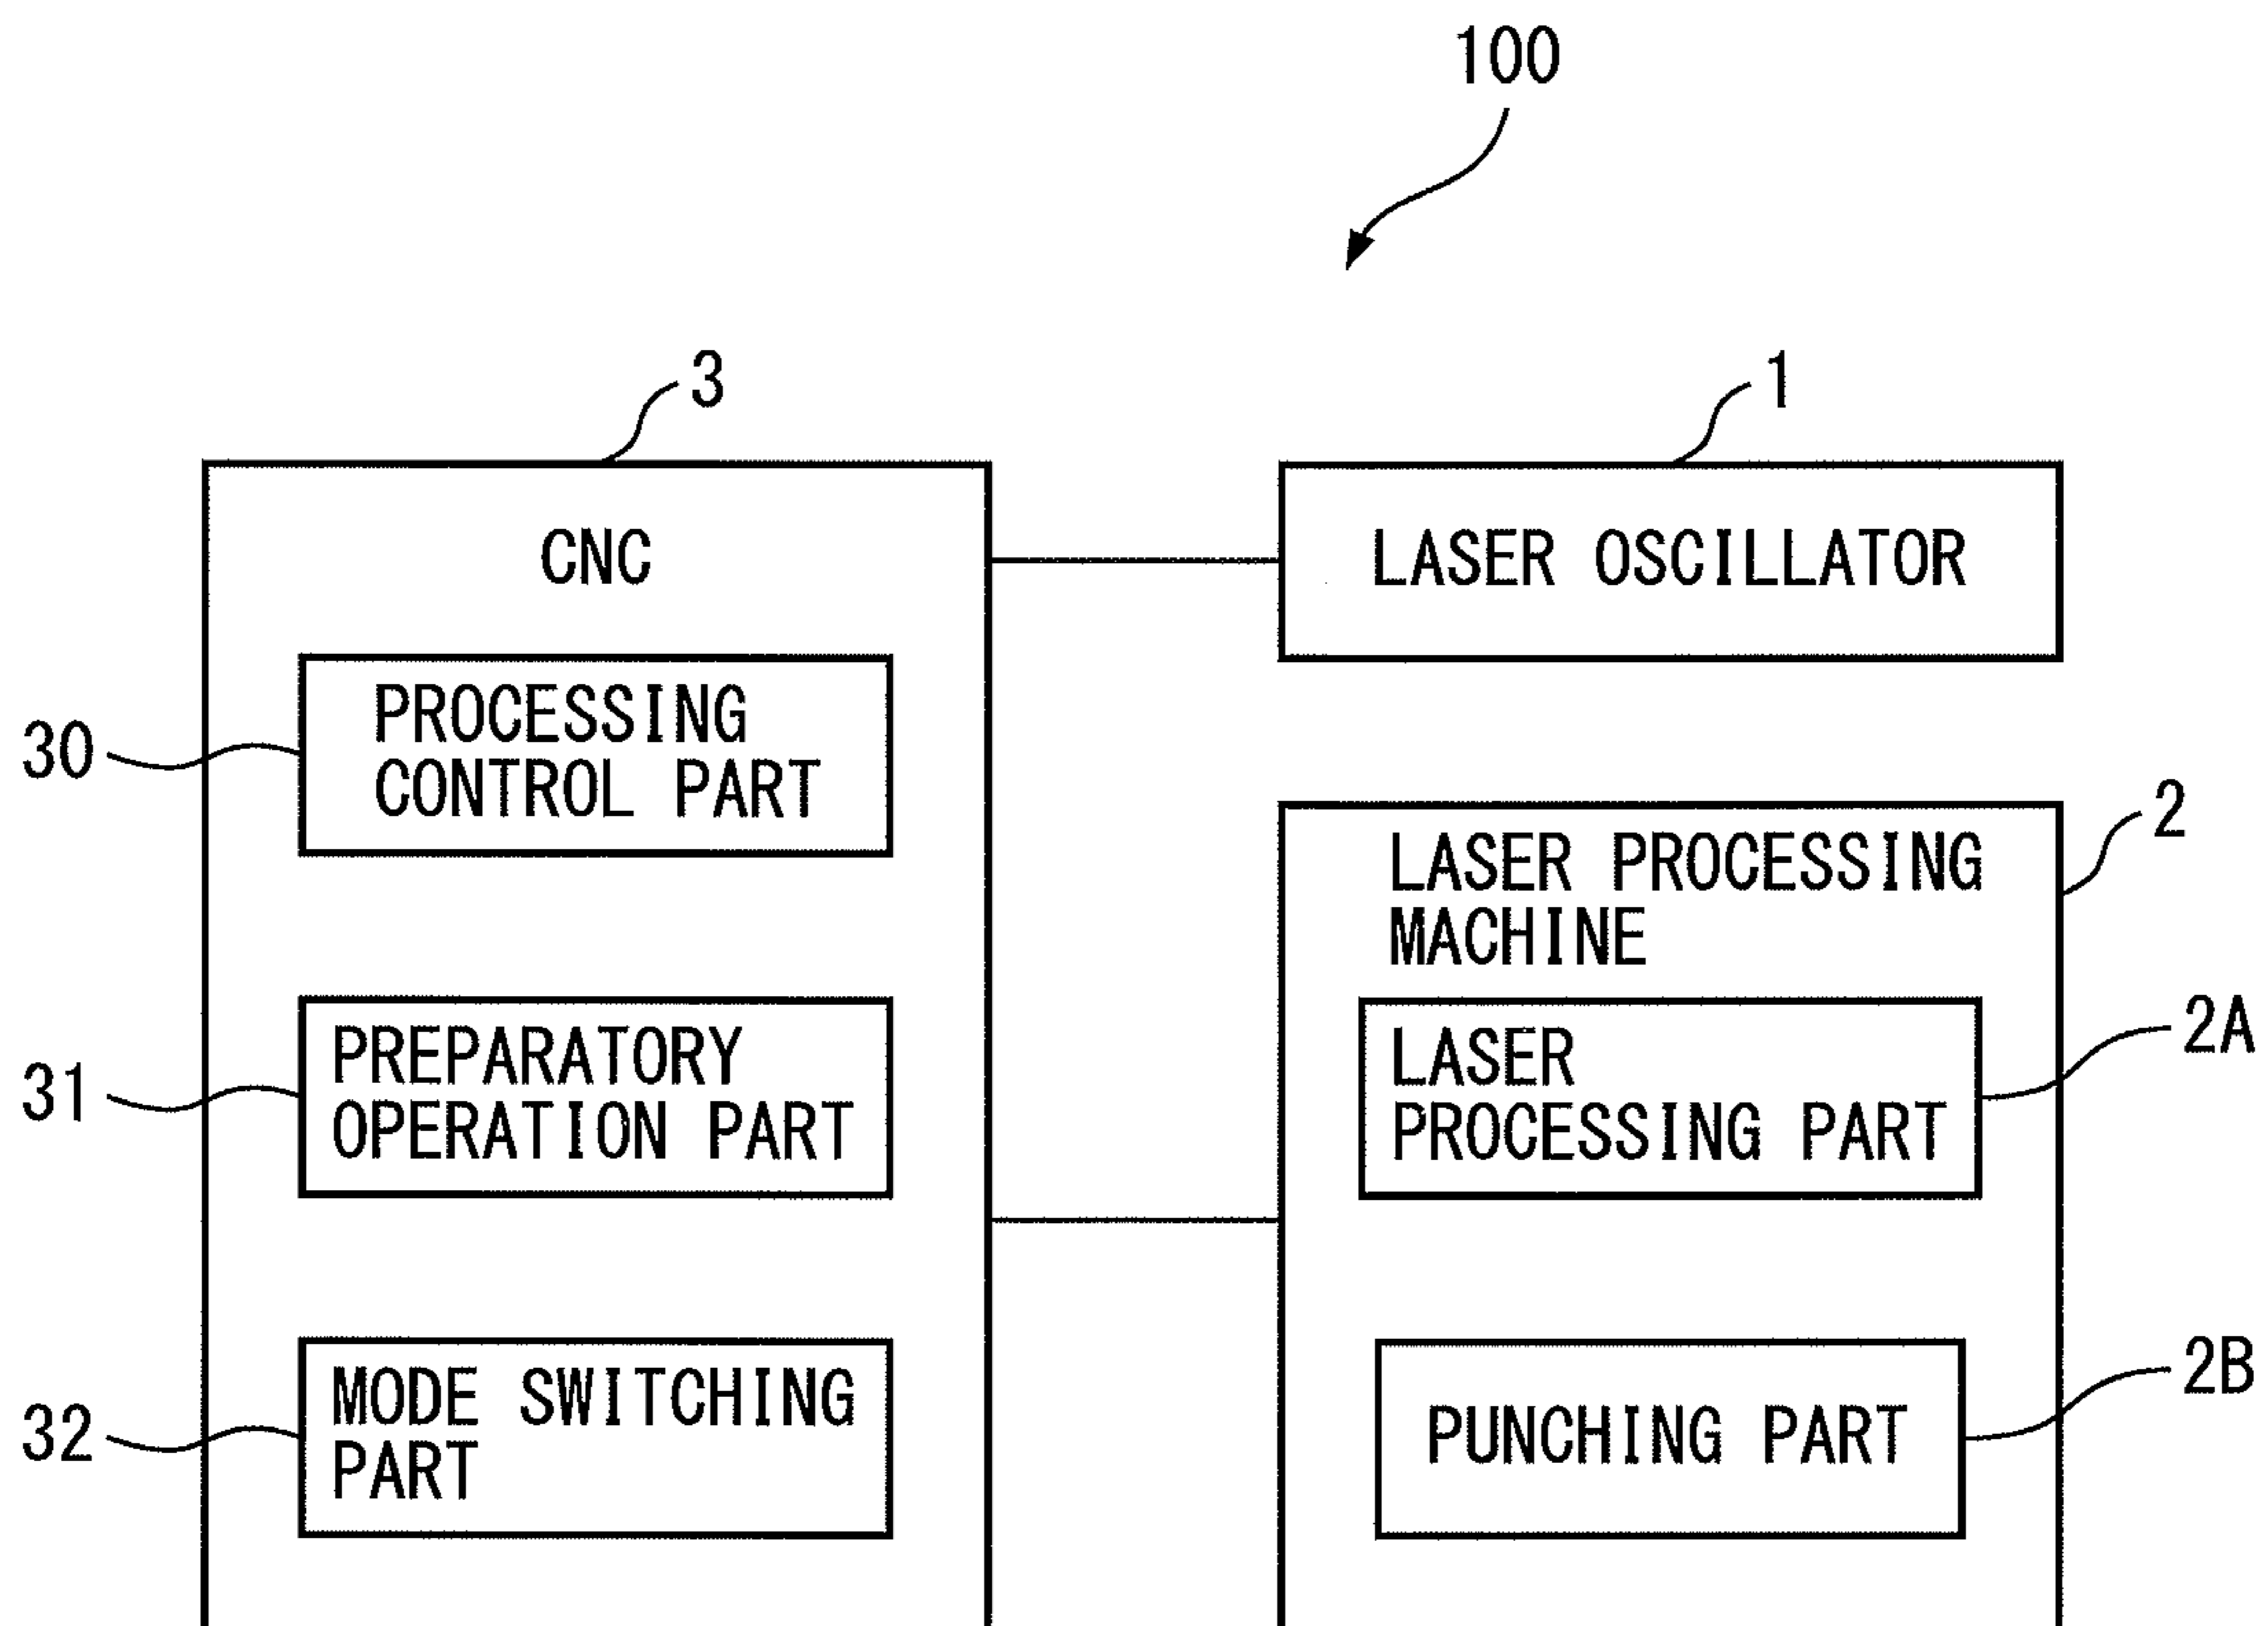 100
3
1
CNC
LASER OSCILLATOR
30
PROCESSING
CONTROL PART
2
LASER PROCESSING
MACHINE
31
PREPARATORY
OPERATION PART
2A
LASER
PROCESSING PART
32
MODE SWITCHING
PART
2B
PUNCHING PART